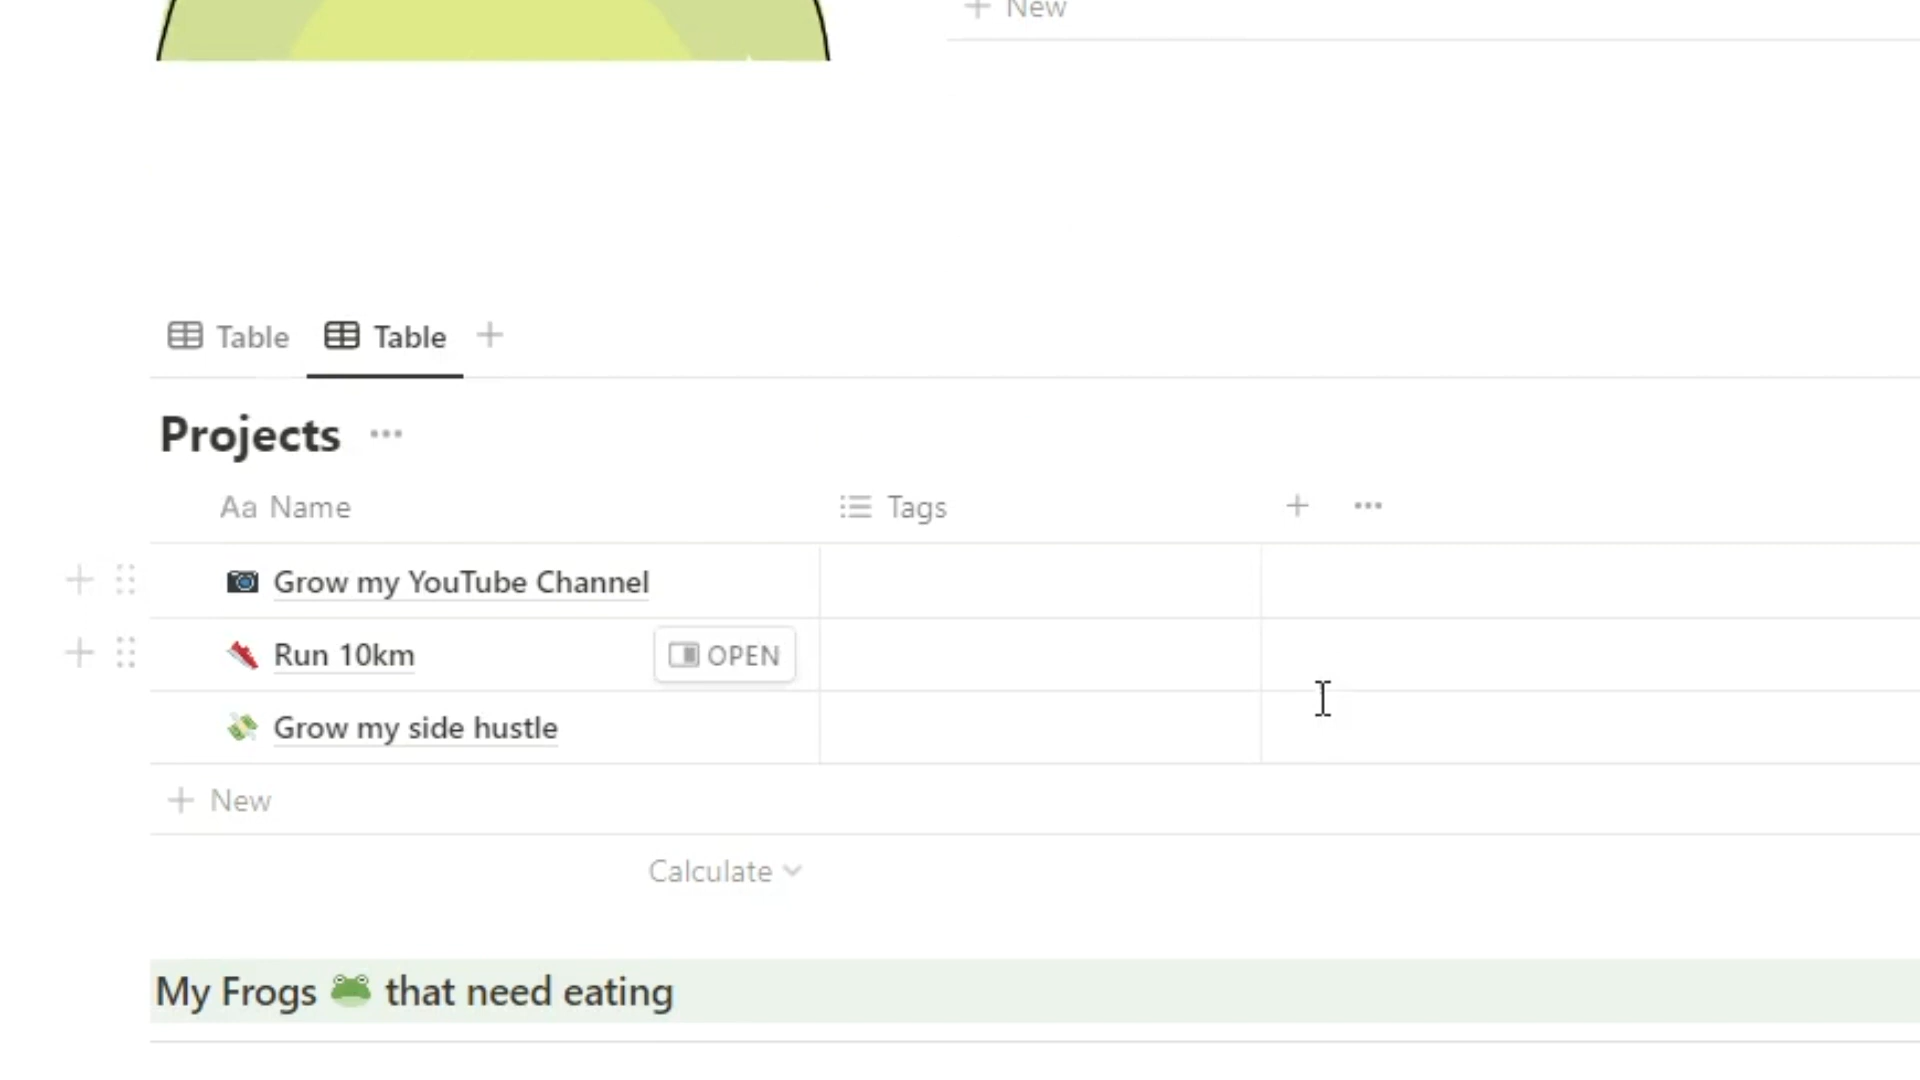 + New
Table Table +
Projects ...
Aa Name Tags + ...
Grow my YouTube Channel
Run 10km OPEN
Grow my side hustle
+ New
Calculate
My Frogs 🐸 that need eating